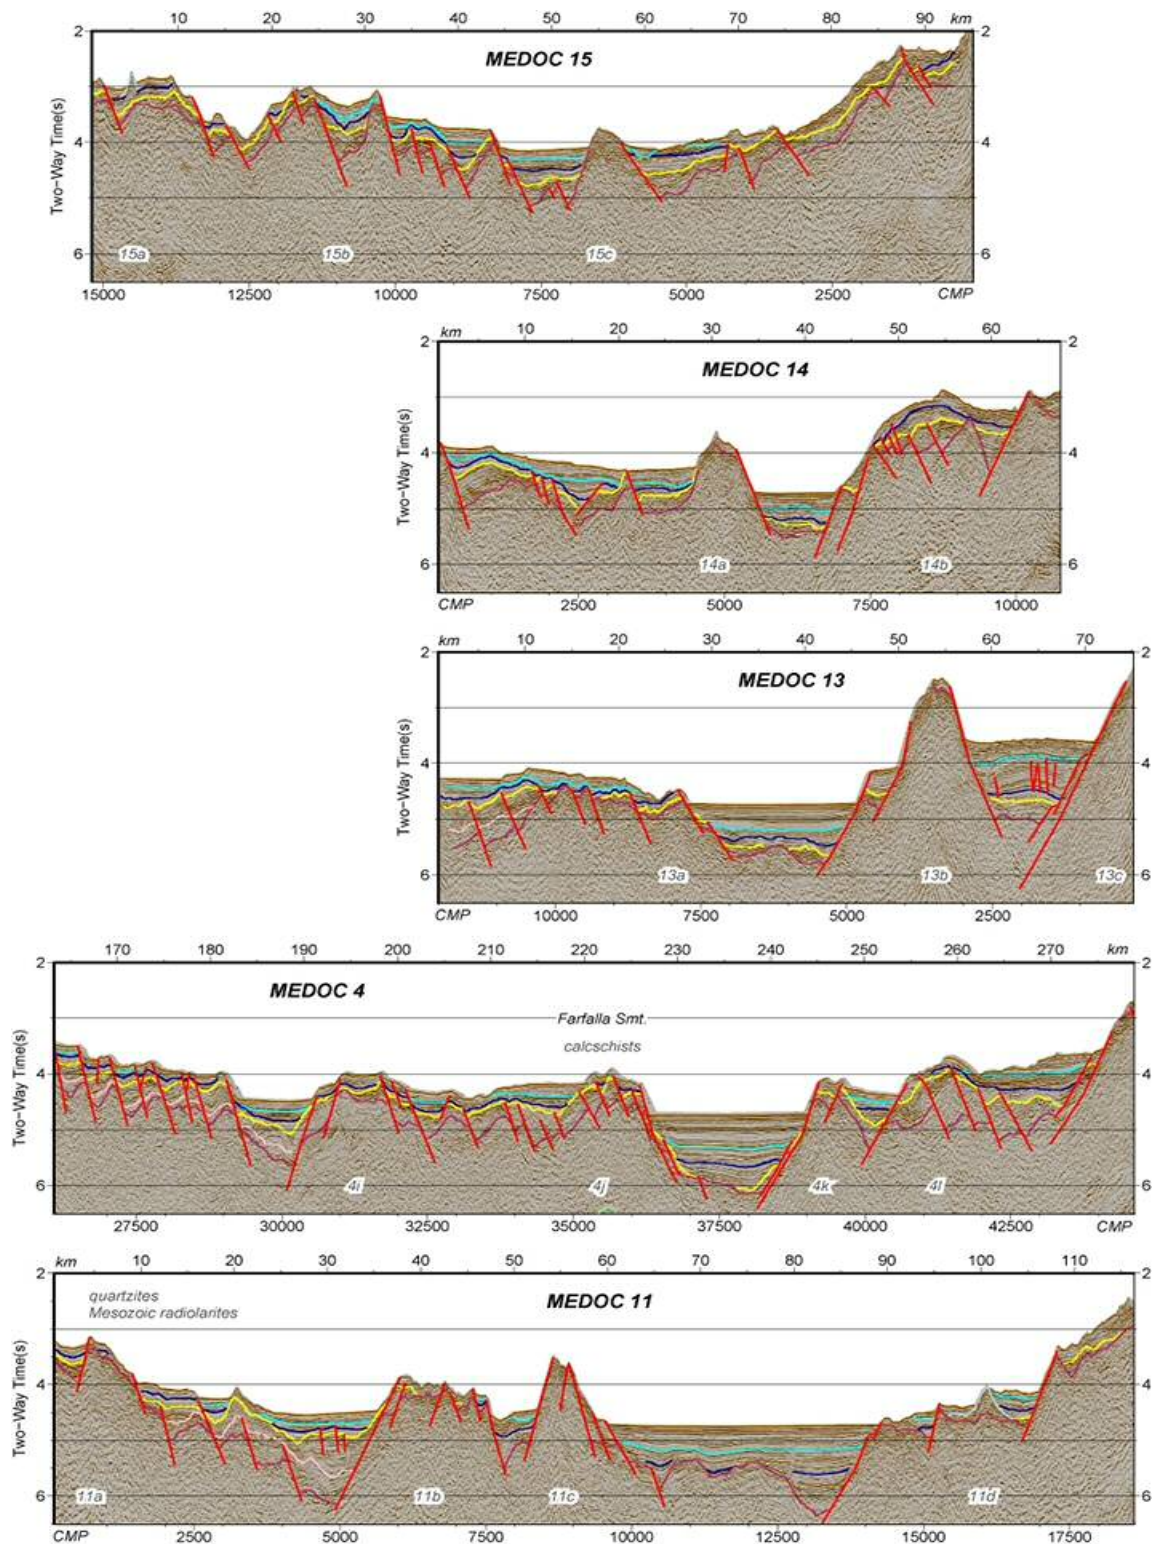 10 20 30 40 50 60 70 80 90 km
2 2
MEDOC 15
Two-Way Time(s)
4 4
6 6
15a 15b 15c
15000 12500 10000 7500 5000 2500 CMP
km 10 20 30 40 50 60
2 2
MEDOC 14
Two-Way Time(s)
4 4
6 6
14a 14b
CMP 2500 5000 7500 10000
km 10 20 30 40 50 60 70
2 2
MEDOC 13
Two-Way Time(s)
4 4
6 6
13a 13b 13c
CMP 10000 7500 5000 2500
170 180 190 200 210 220 230 240 250 260 270 km
2 2
MEDOC 4
Farfalla Smt.
calcschists
Two-Way Time(s)
4 4
6 6
4i 4j 4k 4l
27500 30000 32500 35000 37500 40000 42500 CMP
km 10 20 30 40 50 60 70 80 90 100 110
2 2
quartzites
Mesozoic radiolarites
MEDOC 11
Two-Way Time(s)
4 4
6 6
11a 11b 11c 11d
CMP 2500 5000 7500 10000 12500 15000 17500